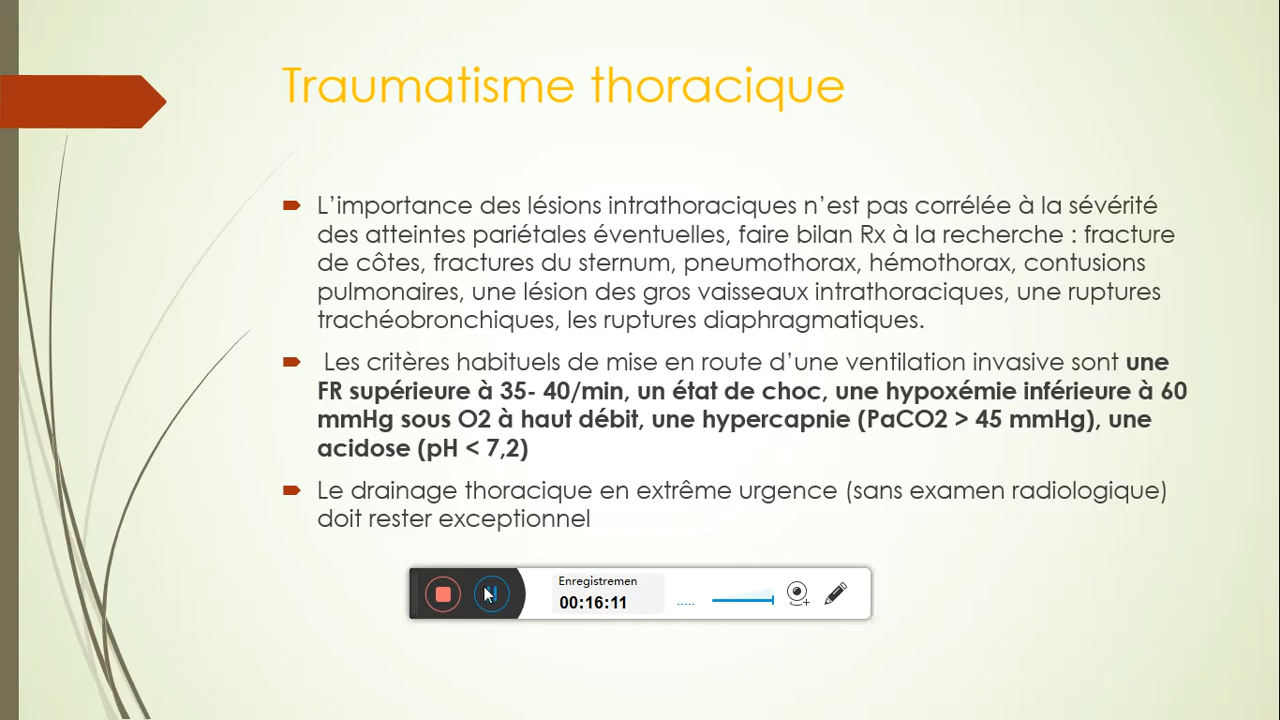 Traumatisme thoracique
L’importance des lésions intrathoraciques n’est pas corrélée à la sévérité
des atteintes pariétales éventuelles, faire bilan Rx à la recherche : fracture
de côtes, fractures du sternum, pneumothorax, hémothorax, contusions
pulmonaires, une lésion des gros vaisseaux intrathoraciques, une ruptures
trachéobronchiques, les ruptures diaphragmatiques.
Les critères habituels de mise en route d’une ventilation invasive sont une
FR supérieure à 35- 40/min, un état de choc, une hypoxémie inférieure à 60
mmHg sous O2 à haut débit, une hypercapnie (PaCO2 > 45 mmHg), une
acidose (pH < 7,2)
Le drainage thoracique en extrême urgence (sans examen radiologique)
doit rester exceptionnel
Enregistremen
00:16:11